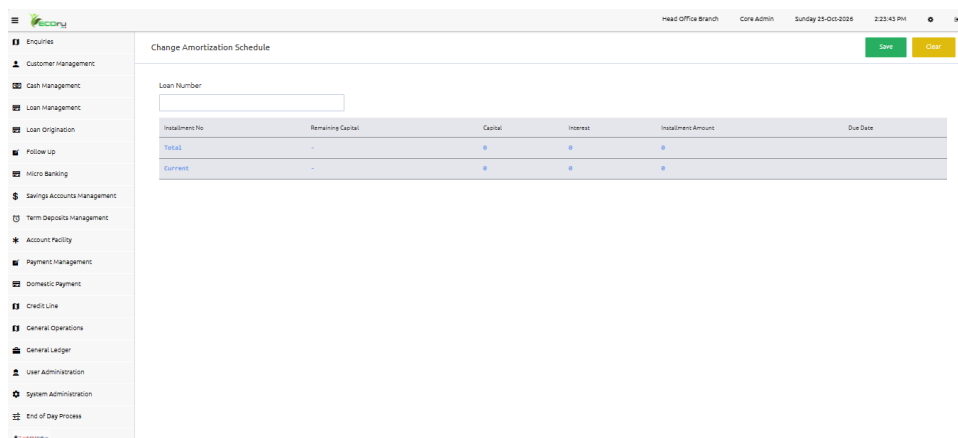 ECOfy
Head Office Branch Core Admin Sunday 25-Oct-2026 2:23:43 PM
Enquiries
Customer Management
Cash Management
Loan Management
Loan Origination
Follow Up
Micro Banking
Savings Accounts Management
Term Deposits Management
Account Facility
Payment Management
Domestic Payment
Credit Line
General Operations
General Ledger
User Administration
System Administration
End of Day Process
Change Amortization Schedule
Save Clear
Loan Number
Installment No Remaining Capital Capital Interest Installment Amount Due Date
Total - 0 0 0
Current - 0 0 0